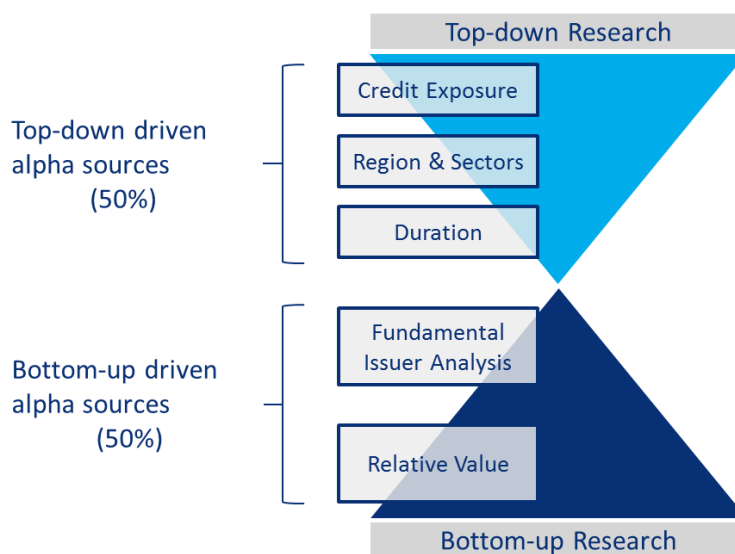 Top-down Research
Credit Exposure
Top-down driven
alpha sources
(50%)
Region & Sectors
Duration
Fundamental
Issuer Analysis
Bottom-up driven
alpha sources
(50%)
Relative Value
Bottom-up Research